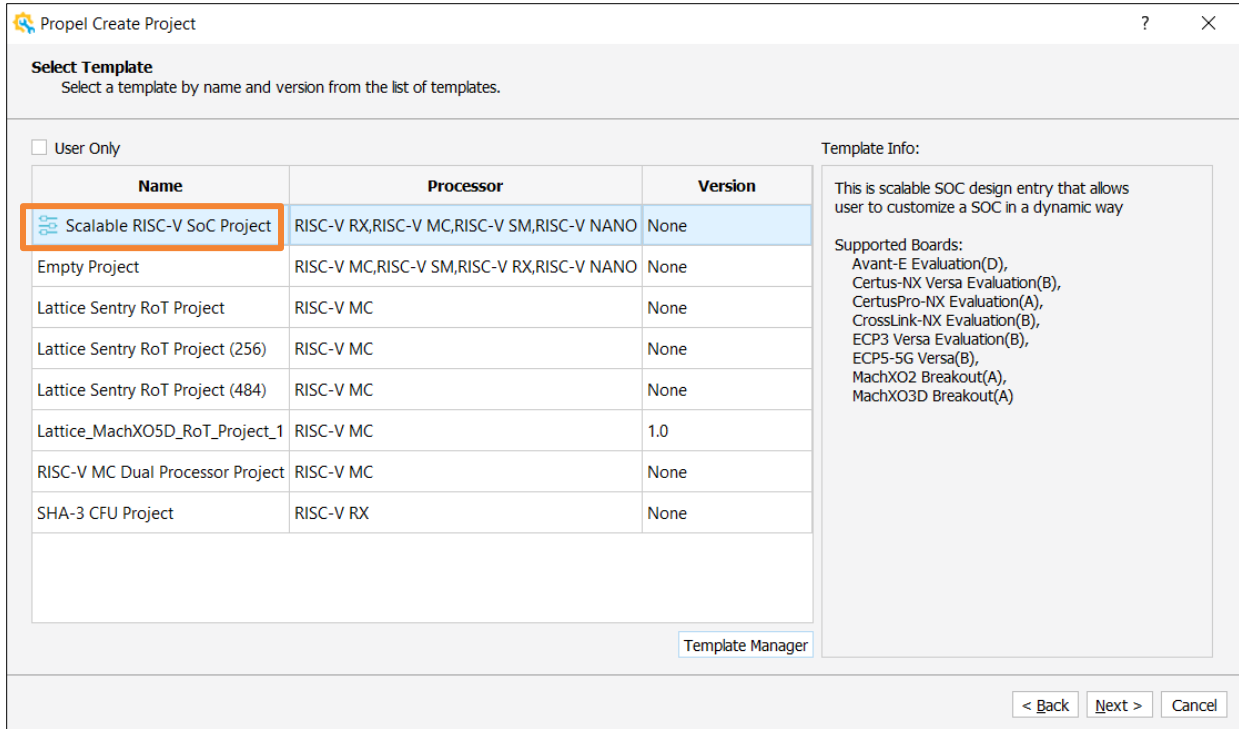 Propel Create Project
?
Select Template
Select a template by name and version from the list of templates.
User Only
Name Processor Version
Scalable RISC-V SoC Project RISC-V RX,RISC-V MC,RISC-V SM,RISC-V NANO None
Empty Project RISC-V MC,RISC-V SM,RISC-V RX,RISC-V NANO None
Lattice Sentry RoT Project RISC-V MC None
Lattice Sentry RoT Project (256) RISC-V MC None
Lattice Sentry RoT Project (484) RISC-V MC None
Lattice_MachXO5D_RoT_Project_1 RISC-V MC 1.0
RISC-V MC Dual Processor Project RISC-V MC None
SHA-3 CFU Project RISC-V RX None
Template Manager
Template Info:
This is scalable SOC design entry that allows
user to customize a SOC in a dynamic way
Supported Boards:
Avant-E Evaluation(D),
Certus-NX Versa Evaluation(B),
CertusPro-NX Evaluation(A),
CrossLink-NX Evaluation(B),
ECP3 Versa Evaluation(B),
ECP5-5G Versa(B),
MachXO2 Breakout(A),
MachXO3D Breakout(A)
< Back Next > Cancel